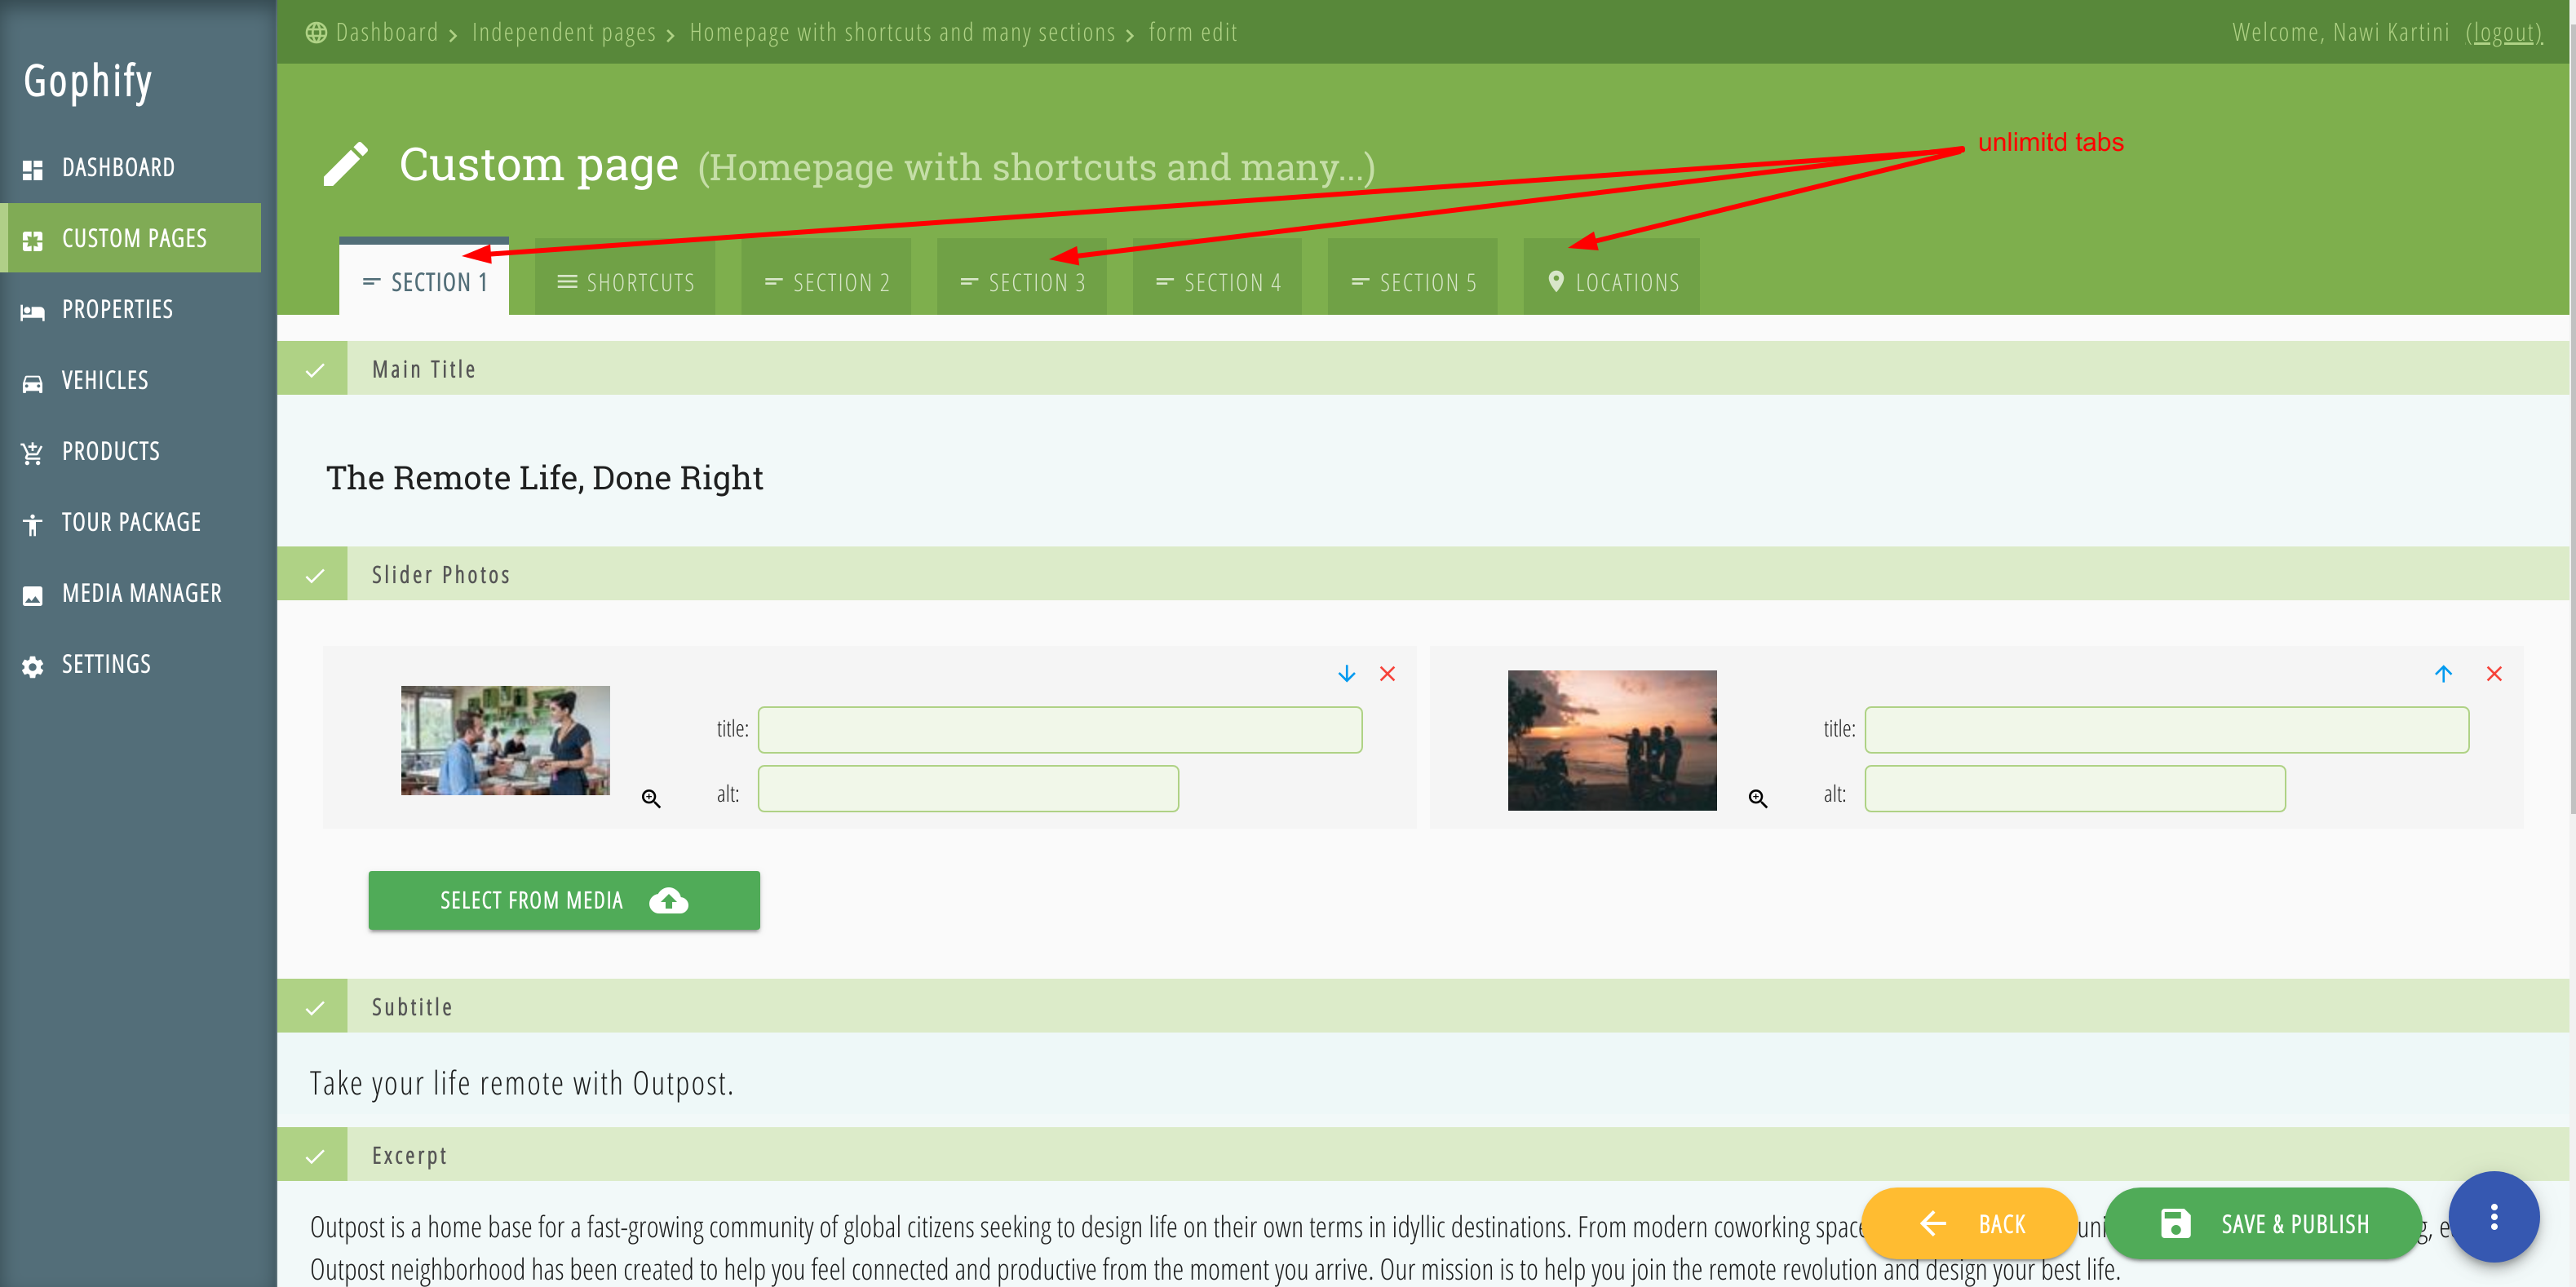 Gophify
DASHBOARD
CUSTOM PAGES
PROPERTIES
VEHICLES
PRODUCTS
TOUR PACKAGE
MEDIA MANAGER
SETTINGS
Dashboard › Independent pages › Homepage with shortcuts and many sections › form edit
Welcome, Nawi Kartini (logout)
Custom page (Homepage with shortcuts and many...)
unlimitd tabs
SECTION 1 SHORTCUTS SECTION 2 SECTION 3 SECTION 4 SECTION 5 LOCATIONS
Main Title
The Remote Life, Done Right
Slider Photos
title:
alt:
title:
alt:
SELECT FROM MEDIA
Subtitle
Take your life remote with Outpost.
Excerpt
Outpost is a home base for a fast-growing community of global citizens seeking to design life on their own terms in idyllic destinations. From modern coworking
Outpost neighborhood has been created to help you feel connected and productive from the moment you arrive. Our mission is to help you join the remote revolution and design your best life.
BACK
SAVE & PUBLISH